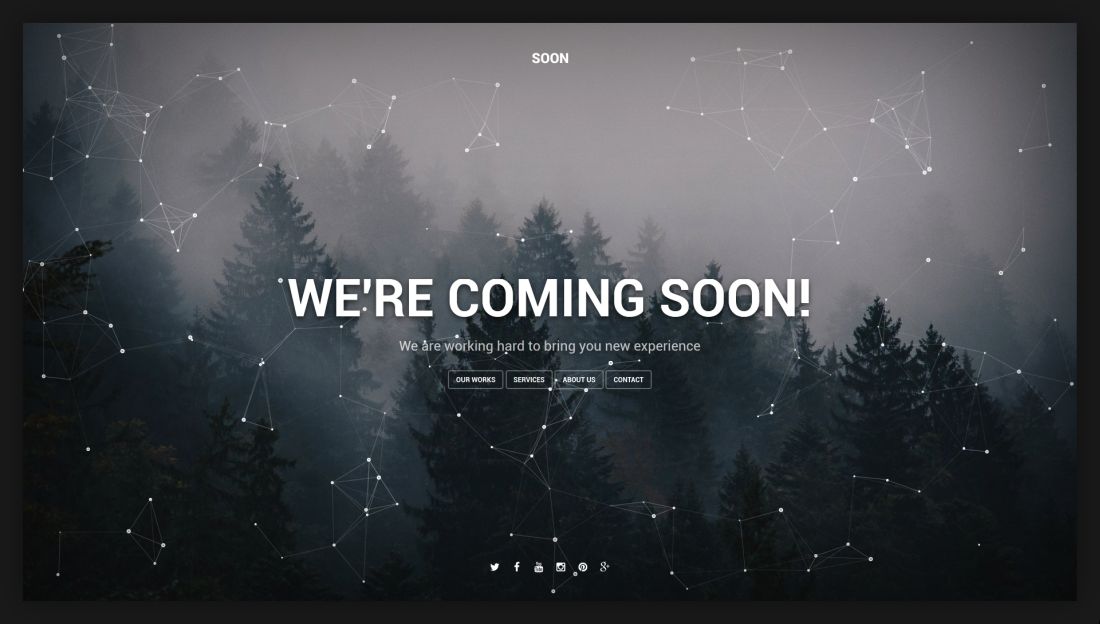 SOON
WE'RE COMING SOON!
We are working hard to bring you new experience
OUR WORKS SERVICES ABOUT US CONTACT